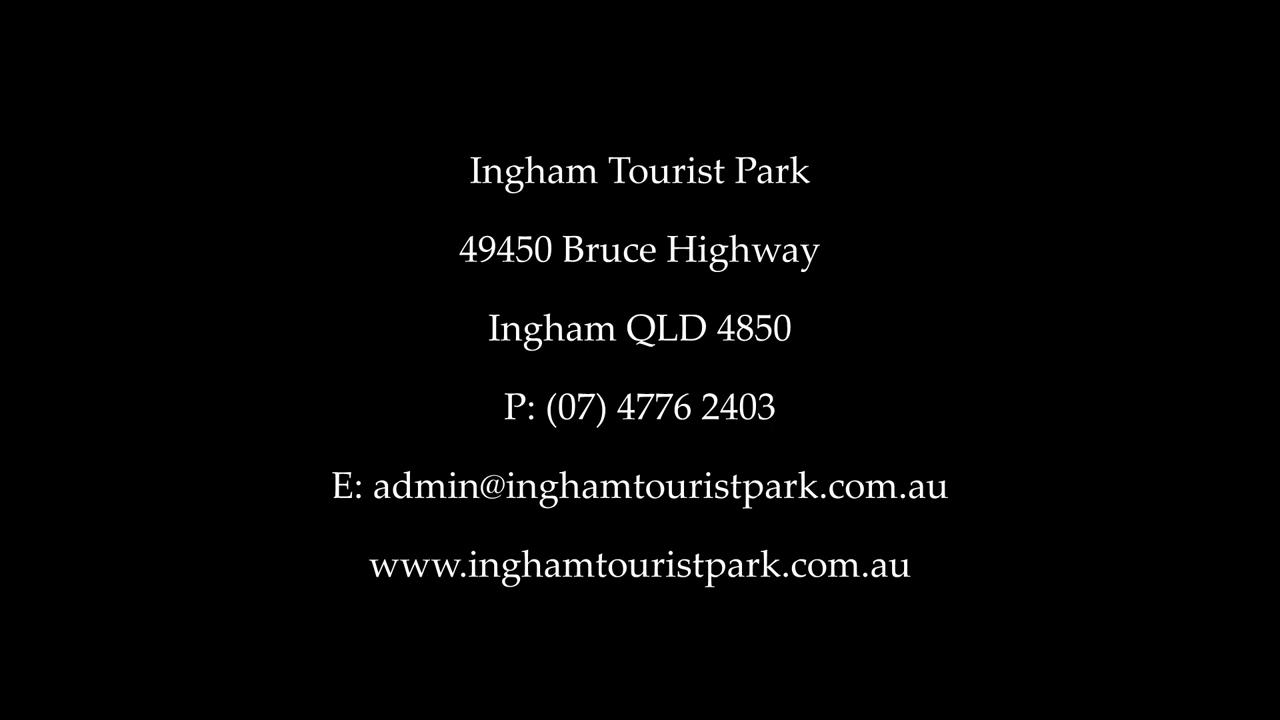 Ingham Tourist Park
49450 Bruce Highway
Ingham QLD 4850
P: (07) 4776 2403
E: admin@inghamtouristpark.com.au
www.inghamtouristpark.com.au